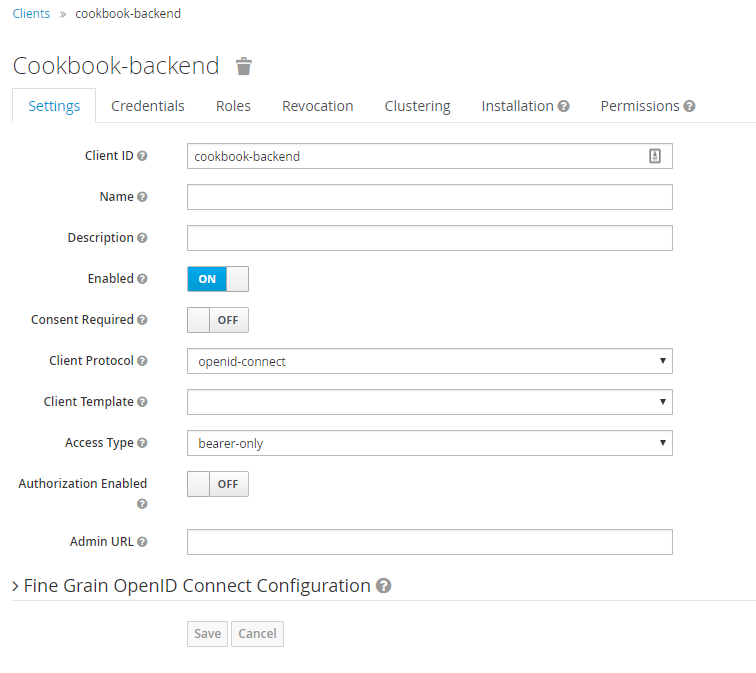 Clients » cookbook-backend
Cookbook-backend
Settings Credentials Roles Revocation Clustering Installation Permissions
Client ID cookbook-backend
Name
Description
Enabled ON
Consent Required OFF
Client Protocol openid-connect
Client Template
Access Type bearer-only
Authorization Enabled OFF
Admin URL
Fine Grain OpenID Connect Configuration
Save Cancel